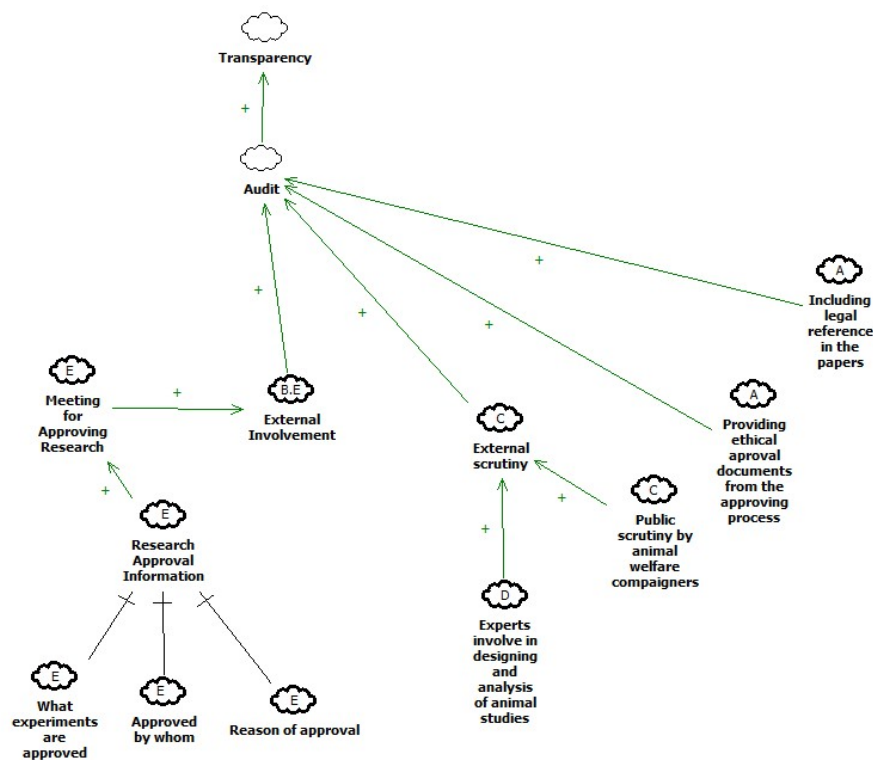 Transparency
+
Audit
+
A
Including
legal
reference
in the
papers
+
+
+
E
Meeting
for
Approving
Research
+
B.E
External
Involvement
C
External
scrutiny
A
Providing
ethical
aproval
documents
from the
approving
process
+
E
Research
Approval
Information
+
C
Public
scrutiny by
animal
welfare
compaigners
+
D
Experts
involve in
designing
and
analysis
of animal
studies
E
What
experiments
are
approved
E
Approved
by whom
E
Reason of approval